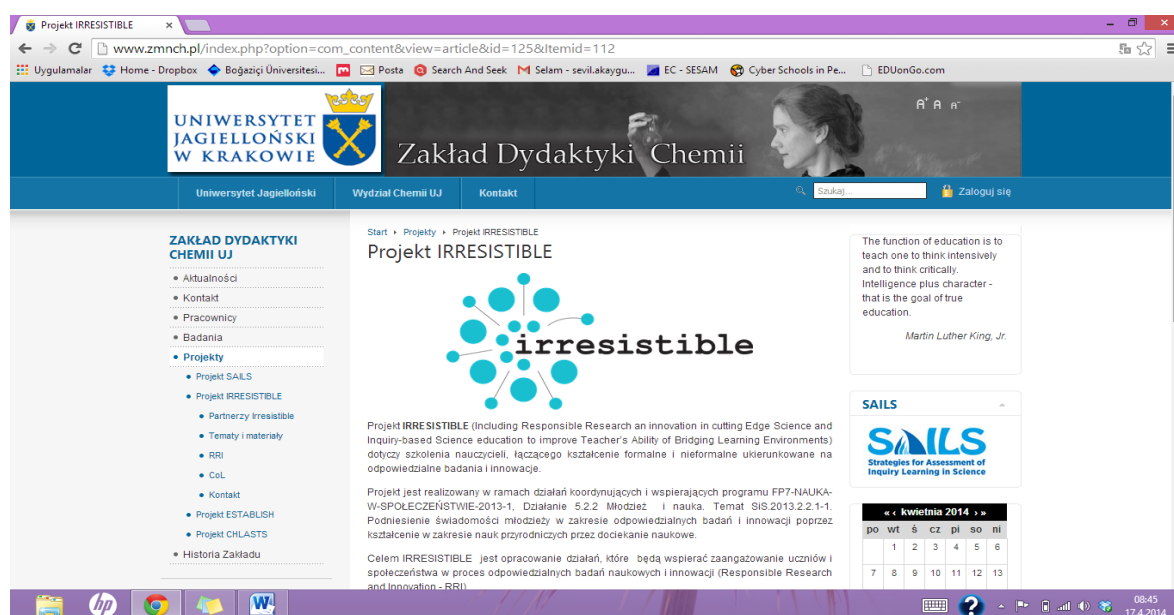 Projekt IRRESISTIBLE
www.zmnch.pl/index.php?option=com_content&view=article&id=125&Itemid=112
Uygulamalar Home - Dropbox Boğaziçi Üniversitesi... Posta Search And Seek Selam - sevil.akaygu... EC - SESAM Cyber Schools in Pe... EDUonGo.com
UNIWERSYTET
JAGIELLOŃSKI
W KRAKOWIE
Zakład Dydaktyki Chemii
A+ A A-
Uniwersytet Jagielloński Wydział Chemii UJ Kontakt
Szukaj...
Zaloguj się
ZAKŁAD DYDAKTYKI
CHEMII UJ
Aktualności
Kontakt
Pracownicy
Badania
Projekty
Projekt SAILS
Projekt IRRESISTIBLE
Partnerzy Irresistible
Tematy i materiały
RRI
CoL
Kontakt
Projekt ESTABLISH
Projekt CHLASTS
Historia Zakładu
Start Projekty Projekt IRRESISTIBLE
Projekt IRRESISTIBLE
irresistible
Projekt IRRESISTIBLE (Including Responsible Research an innovation in cutting Edge Science and
Inquiry-based Science education to improve Teacher's Ability of Bridging Learning Environments)
dotyczy szkolenia nauczycieli, łączącego kształcenie formalne i nieformalne ukierunkowane na
odpowiedzialne badania i innowacje.
Projekt jest realizowany w ramach działań koordynujących i wspierających programu FP7-NAUKA-
W-SPOŁECZEŃSTWIE-2013-1, Działanie 5.2.2 Młodzież i nauka. Temat SiS.2013.2.2.1-1.
Podniesienie świadomości młodzieży w zakresie odpowiedzialnych badań i innowacji poprzez
kształcenie w zakresie nauk przyrodniczych przez dociekanie naukowe.
Celem IRRESISTIBLE jest opracowanie działań, które będą wspierać zaangażowanie uczniów i
społeczeństwa w proces odpowiedzialnych badań naukowych i innowacji (Responsible Research
and Innovation - RRI)
The function of education is to
teach one to think intensively
and to think critically.
Intelligence plus character -
that is the goal of true
education.
Martin Luther King, Jr.
SAILS
SAILS
Strategies for Assessment of
Inquiry Learning in Science
« ‹ kwietnia 2014 › »
po wt ś cz pi so ni
1 2 3 4 5 6
7 8 9 10 11 12 13
hp
W
08:45
17.4.2014